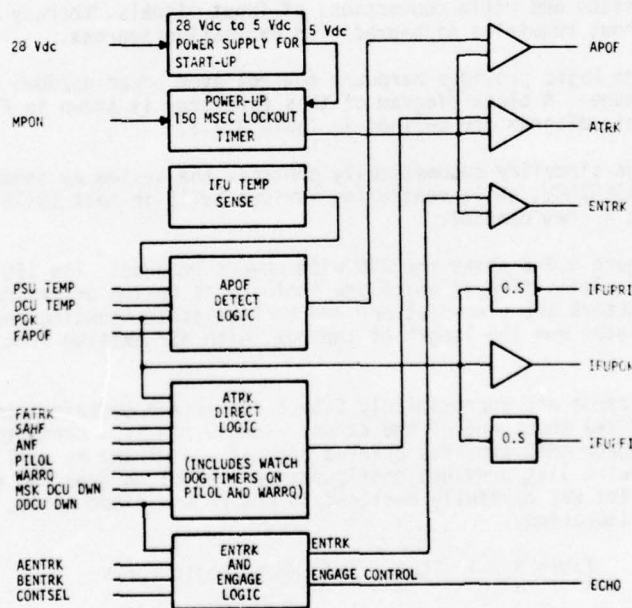 28 Vdc
28 Vdc - 5 Vdc
POWER SUPPLY FOR
START-UP
5 Vdc
MPON
POWER-UP
150 MSEC LOCKOUT
TIMER
IFU TEMP
SENSE
PSU TEMP
DCU TEMP
POK
FAPOF
APOF
DETECT
LOGIC
FATRK
SAHF
ANF
PILOL
WARRQ
MSK DCU DWN
DDCU DWN
ATPK
DIRECT
LOGIC
(INCLUDES WATCH
DOG TIMERS ON
PILOL AND WARRQ)
AENTRK
BENTRK
CONTSEL
ENTRK
AND
ENGAGE
LOGIC
ENTRK
ENGAGE CONTROL
APOF
ATRK
ENTRK
O.S
IFUPRI
O.S
ECHO